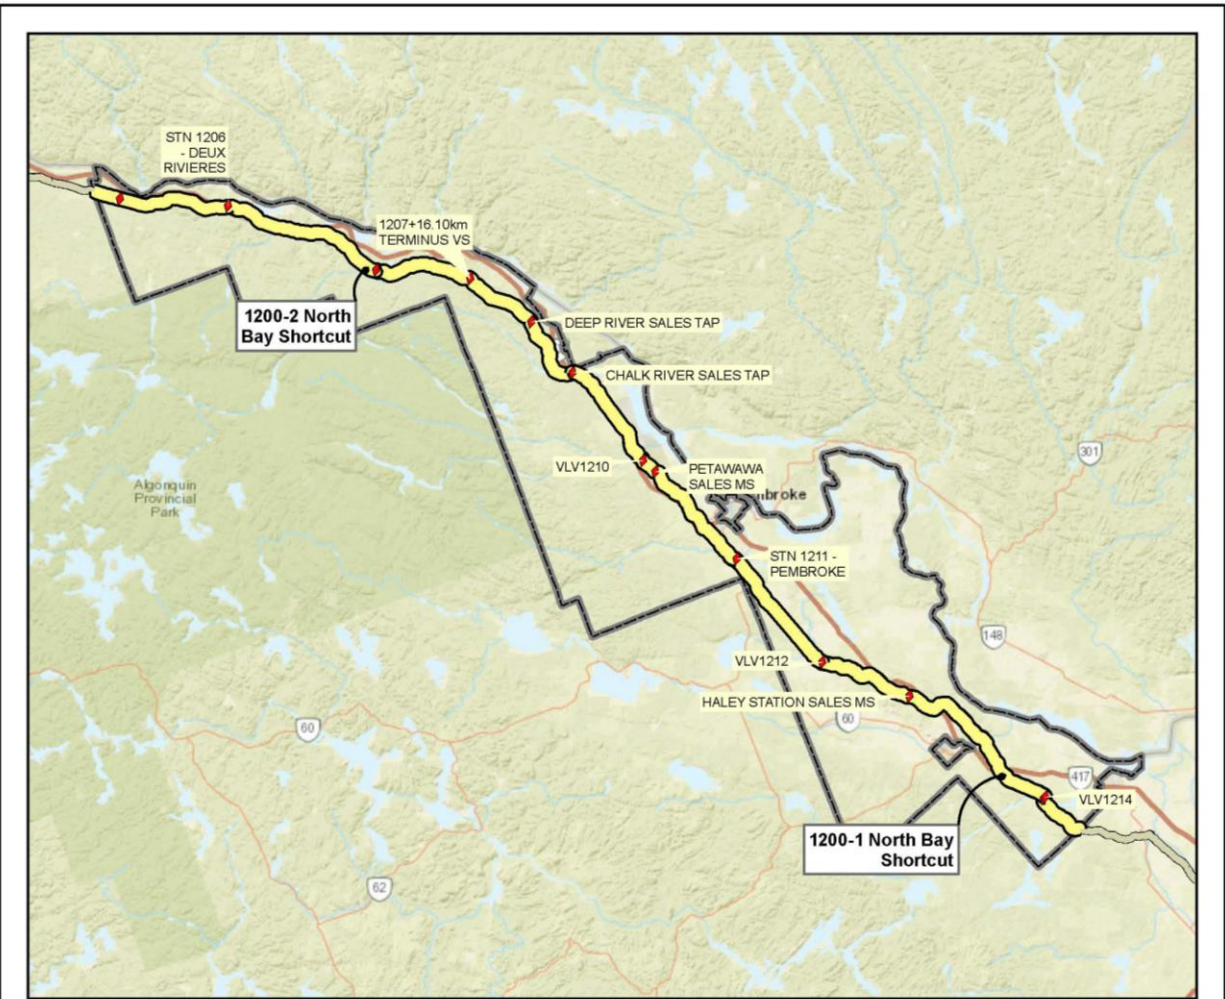 STN 1206
- DEUX
RIVIERES
1207+16.10km
TERMINUS VS
1200-2 North
Bay Shortcut
DEEP RIVER SALES TAP
CHALK RIVER SALES TAP
301
VLV1210
PETAWAWA
SALES MS
mbroke
Algonquin
Provincial
Park
STN 1211 -
PEMBROKE
148
VLV1212
HALEY STATION SALES MS
60
60
417
VLV1214
1200-1 North Bay
Shortcut
62